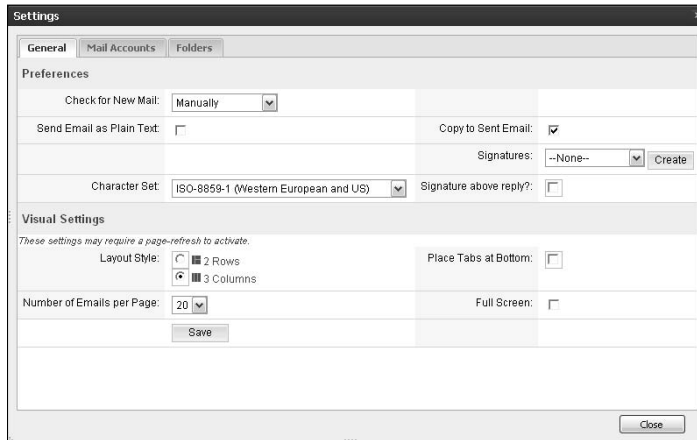 Settings
General Mail Accounts Folders
Preferences
Check for New Mail: Manually
Send Email as Plain Text: Copy to Sent Email:
Signatures: --None-- Create
Character Set: ISO-8859-1 (Western European and US) Signature above reply?:
Visual Settings
These settings may require a page-refresh to activate.
Layout Style: 2 Rows Place Tabs at Bottom:
3 Columns
Number of Emails per Page: 20 Full Screen:
Save
Close